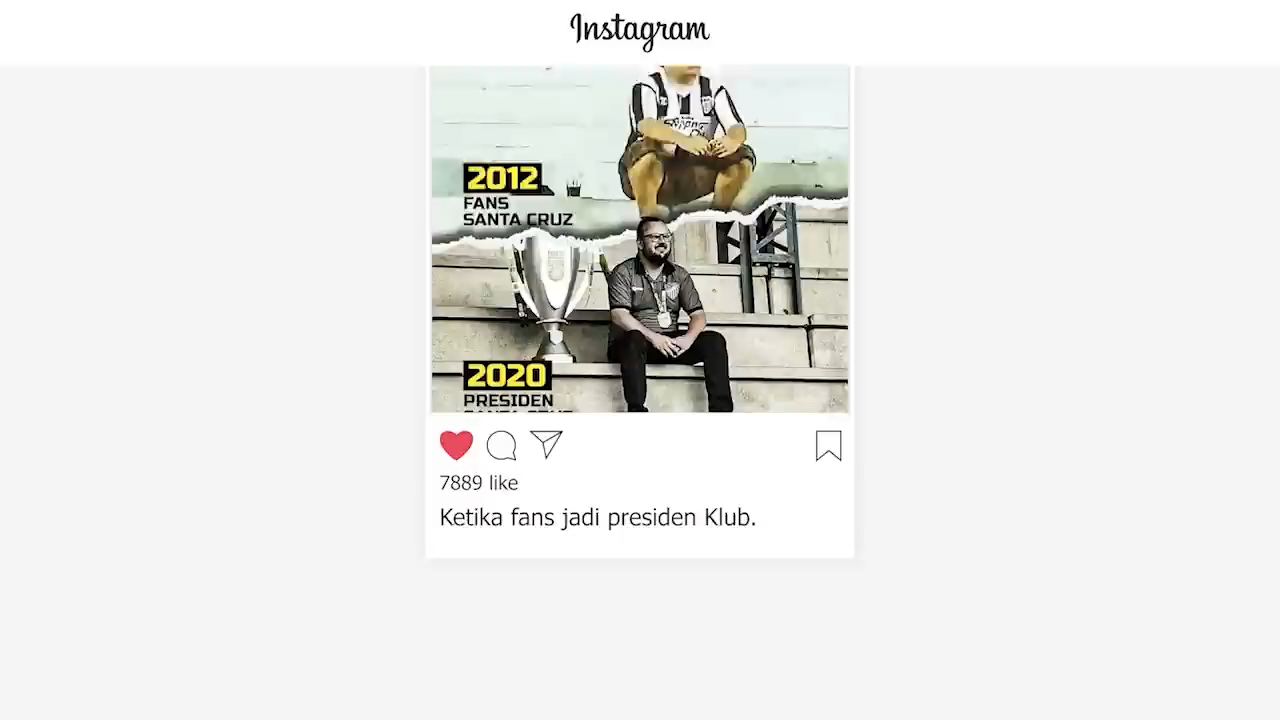 Instagram
2012
FANS
SANTA CRUZ
2020
PRESIDEN
7889 like
Ketika fans jadi presiden Klub.